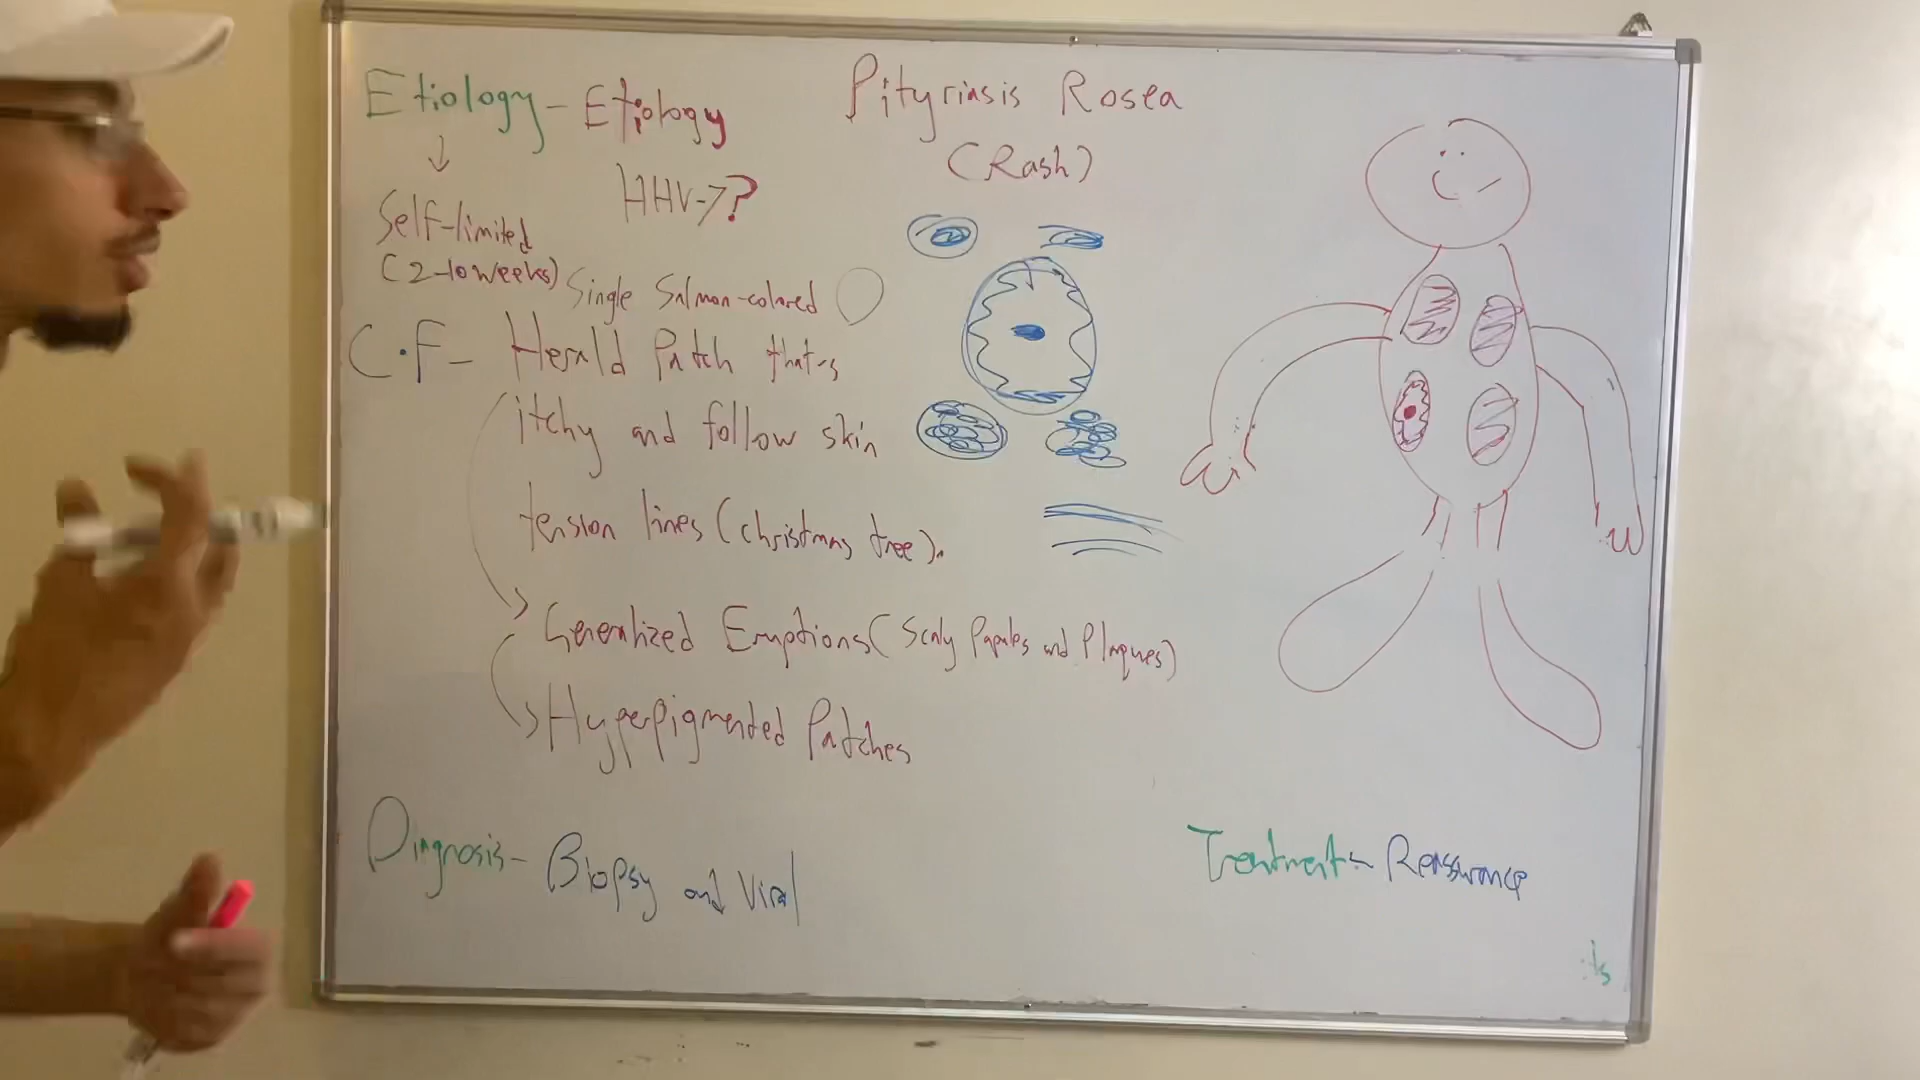 Etiology - Etiology
Pityriasis Rosea
(Rash)
HHV-7?
Self-limited
(2-10 weeks)
Single Salmon-colored
C.F - Herald Patch that's
itchy and follow skin
tension lines (christmas tree).
Generalized Eruptions (Scaly Papules and Plaques)
Hyperpigmented Patches
Diagnosis - Biopsy and Viral
Treatment - Reassurance